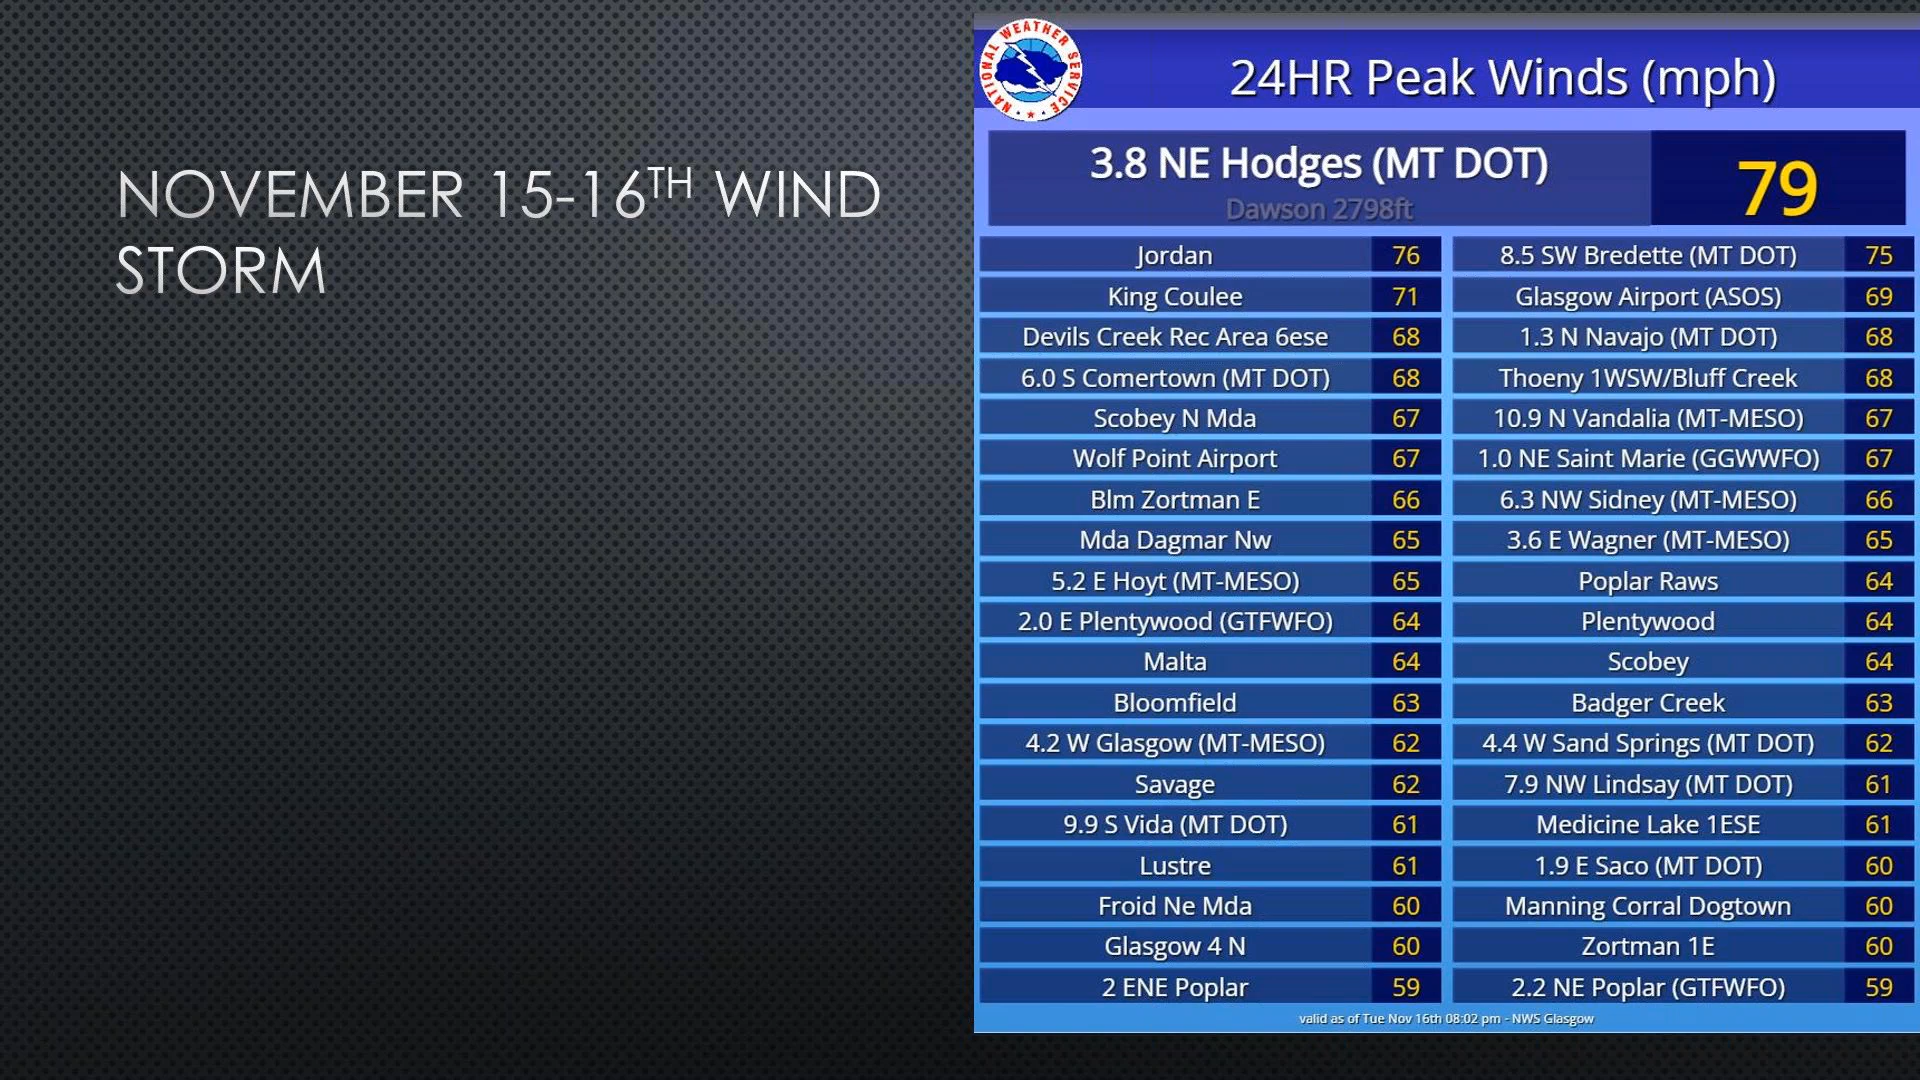 NOVEMBER 15-16TH WIND
STORM
NATIONAL WEATHER SERVICE
24HR Peak Winds (mph)
3.8 NE Hodges (MT DOT) 79
Dawson 2798ft
Jordan 76 8.5 SW Bredette (MT DOT) 75
King Coulee 71 Glasgow Airport (ASOS) 69
Devils Creek Rec Area 6ese 68 1.3 N Navajo (MT DOT) 68
6.0 S Comertown (MT DOT) 68 Thoeny 1WSW/Bluff Creek 68
Scobey N Mda 67 10.9 N Vandalia (MT-MESO) 67
Wolf Point Airport 67 1.0 NE Saint Marie (GGWWFO) 67
Blm Zortman E 66 6.3 NW Sidney (MT-MESO) 66
Mda Dagmar Nw 65 3.6 E Wagner (MT-MESO) 65
5.2 E Hoyt (MT-MESO) 65 Poplar Raws 64
2.0 E Plentywood (GTFWFO) 64 Plentywood 64
Malta 64 Scobey 64
Bloomfield 63 Badger Creek 63
4.2 W Glasgow (MT-MESO) 62 4.4 W Sand Springs (MT DOT) 62
Savage 62 7.9 NW Lindsay (MT DOT) 61
9.9 S Vida (MT DOT) 61 Medicine Lake 1ESE 61
Lustre 61 1.9 E Saco (MT DOT) 60
Froid Ne Mda 60 Manning Corral Dogtown 60
Glasgow 4 N 60 Zortman 1E 60
2 ENE Poplar 59 2.2 NE Poplar (GTFWFO) 59
valid as of Tue Nov 16th 08:02 pm - NWS Glasgow